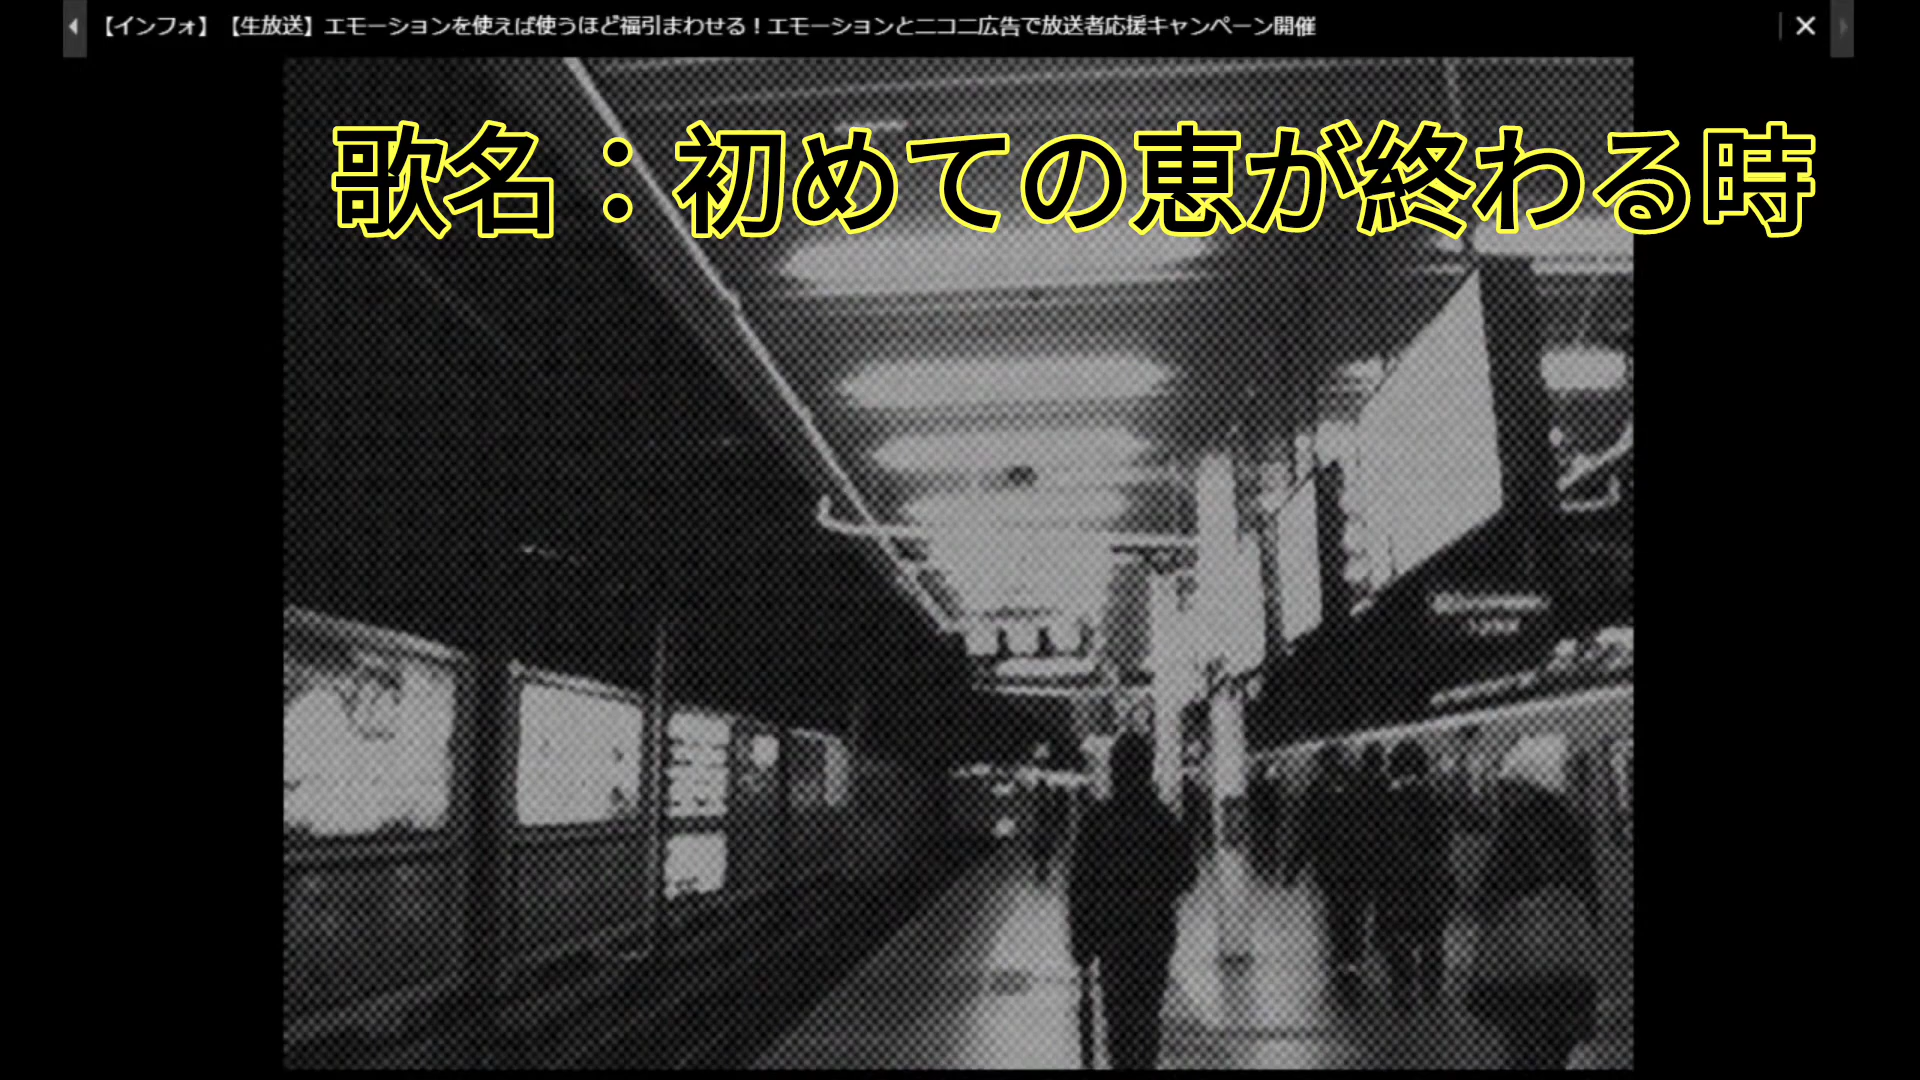 【インフォ】【生放送】エモーションを使えば使うほど福引まわせる！エモーションとニコニコ広告で放送者応援キャンペーン開催
歌名：初めての恵が終わる時